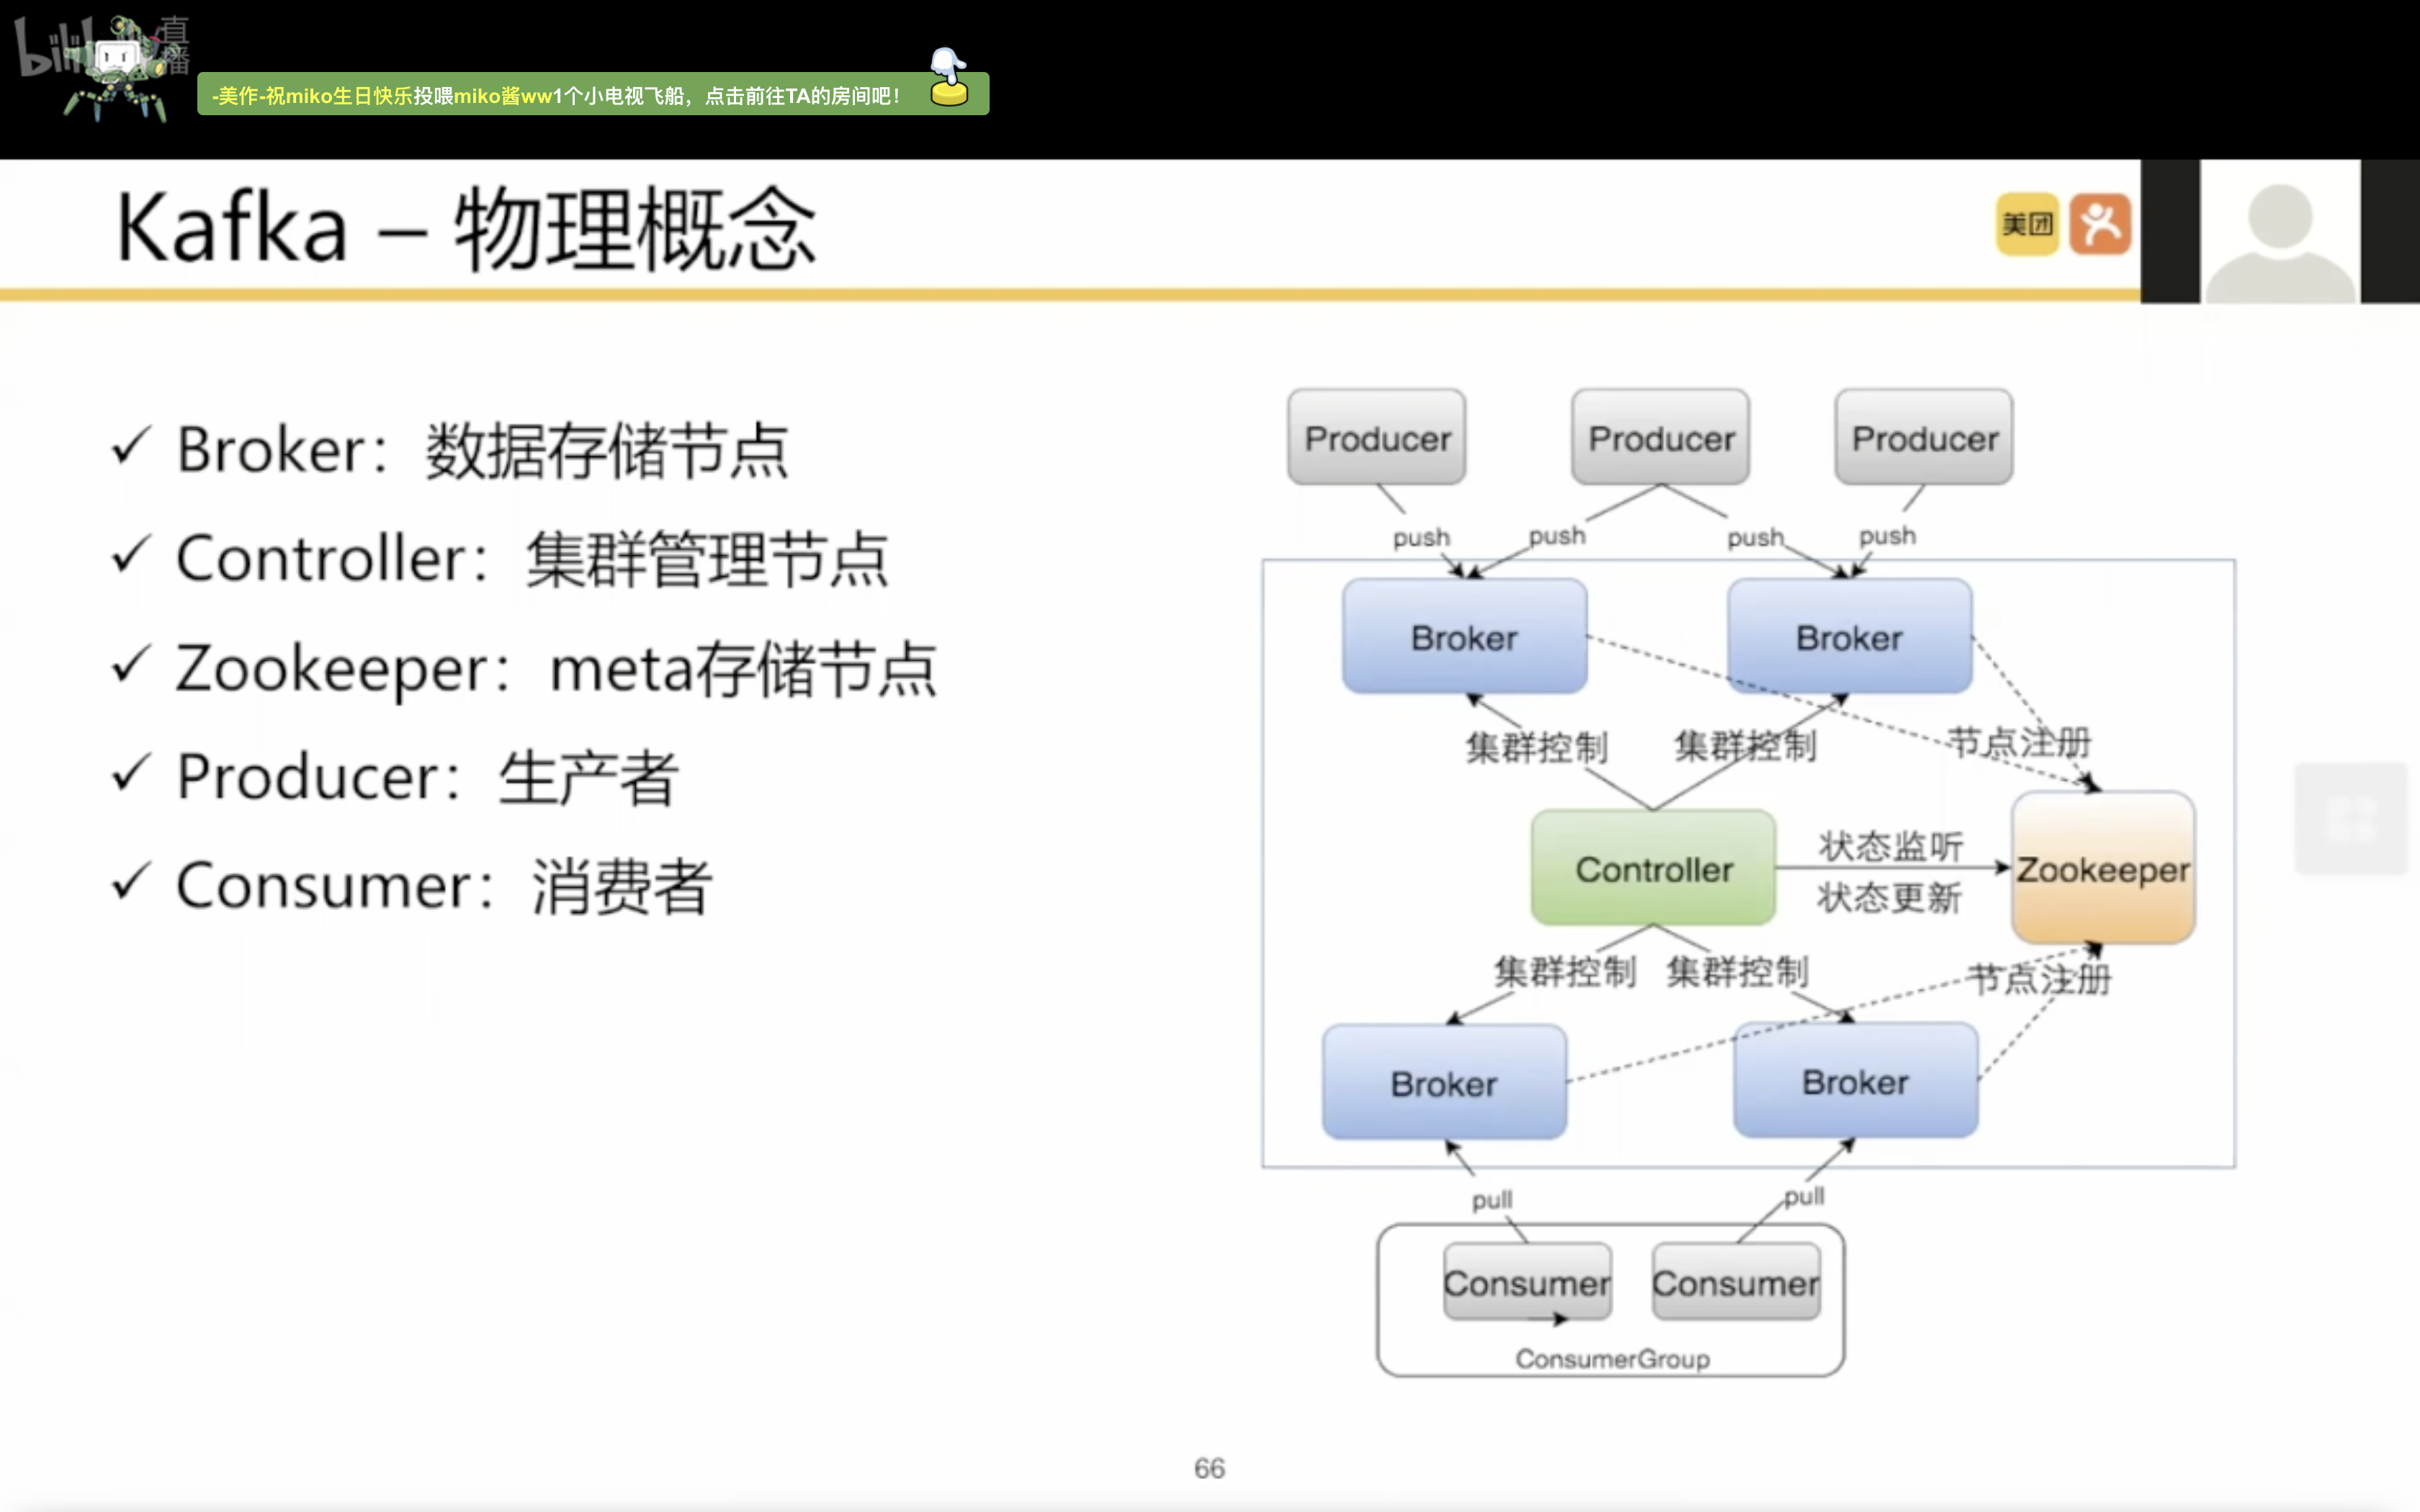 bilibili
直播
-美作-祝miko生日快乐投喂miko酱ww1个小电视飞船，点击前往TA的房间吧！
Kafka – 物理概念
美团
✓ Broker：数据存储节点
✓ Controller：集群管理节点
✓ Zookeeper：meta存储节点
✓ Producer：生产者
✓ Consumer：消费者
Producer Producer Producer
push push push push
Broker Broker
集群控制 集群控制 节点注册
状态监听
Controller Zookeeper
状态更新
集群控制 集群控制 节点注册
Broker Broker
pull pull
Consumer Consumer
ConsumerGroup
66